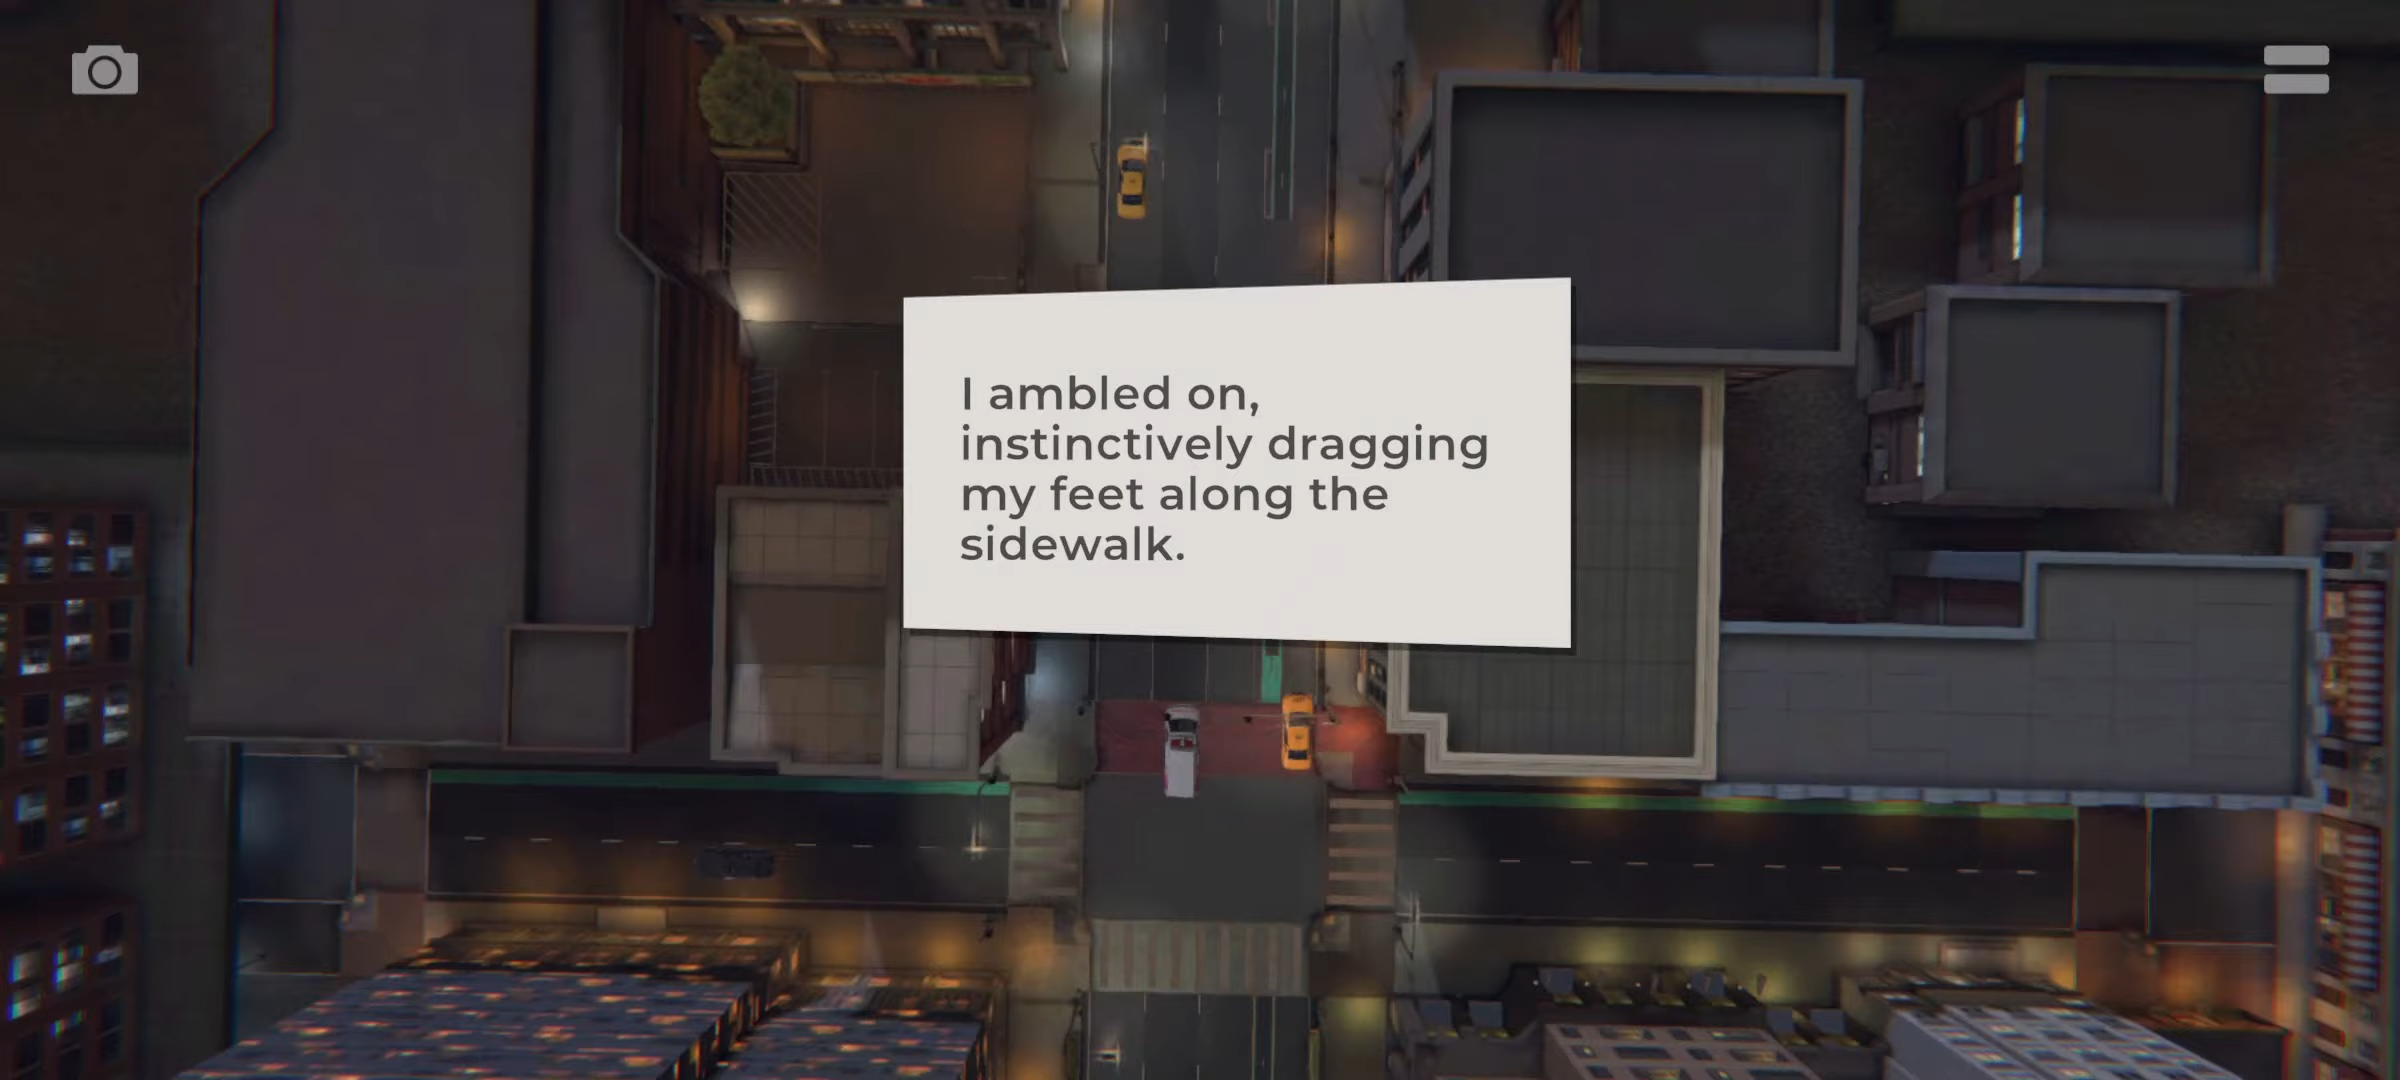 I ambled on,
instinctively dragging
my feet along the
sidewalk.